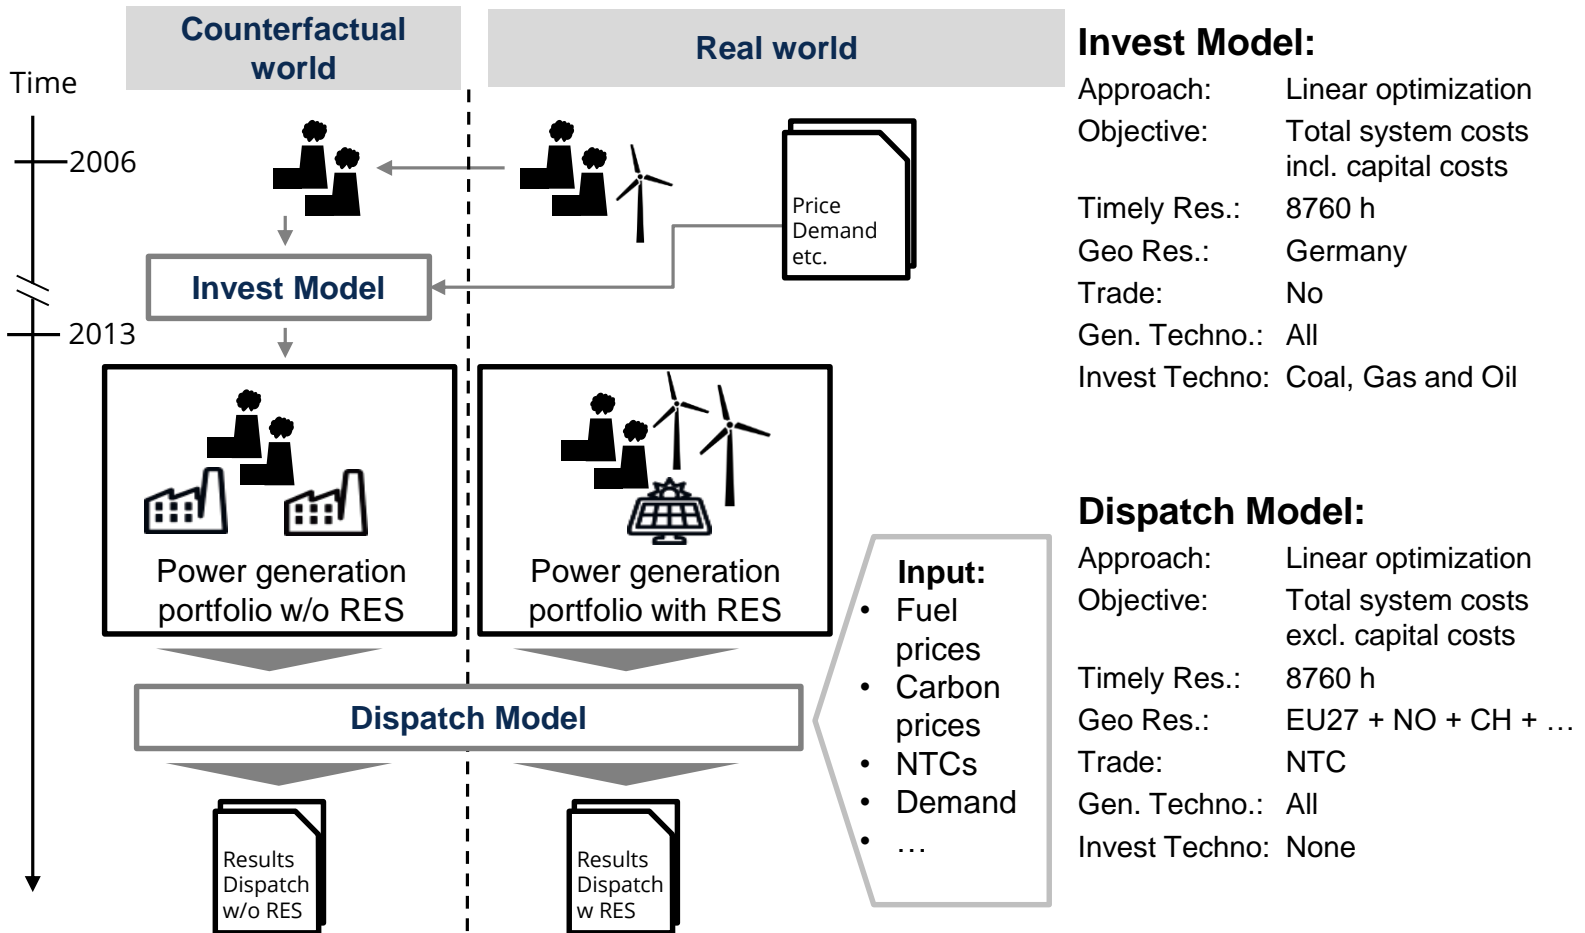 Counterfactual
world
Real world
Time
2006
2013
Price
Demand
etc.
Invest Model
Power generation
portfolio w/o RES
Power generation
portfolio with RES
Dispatch Model
Results
Dispatch
w/o RES
Results
Dispatch
w RES
Input:
• Fuel
prices
• Carbon
prices
• NTCs
• Demand
• …
Invest Model:
Approach: Linear optimization
Objective: Total system costs
incl. capital costs
Timely Res.: 8760 h
Geo Res.: Germany
Trade: No
Gen. Techno.: All
Invest Techno: Coal, Gas and Oil
Dispatch Model:
Approach: Linear optimization
Objective: Total system costs
excl. capital costs
Timely Res.: 8760 h
Geo Res.: EU27 + NO + CH + …
Trade: NTC
Gen. Techno.: All
Invest Techno: None